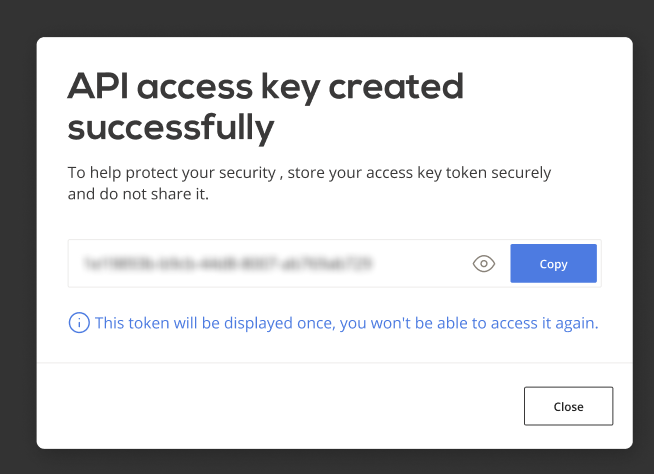 API access key created
successfully
To help protect your security , store your access key token securely
and do not share it.
Copy
This token will be displayed once, you won't be able to access it again.
Close